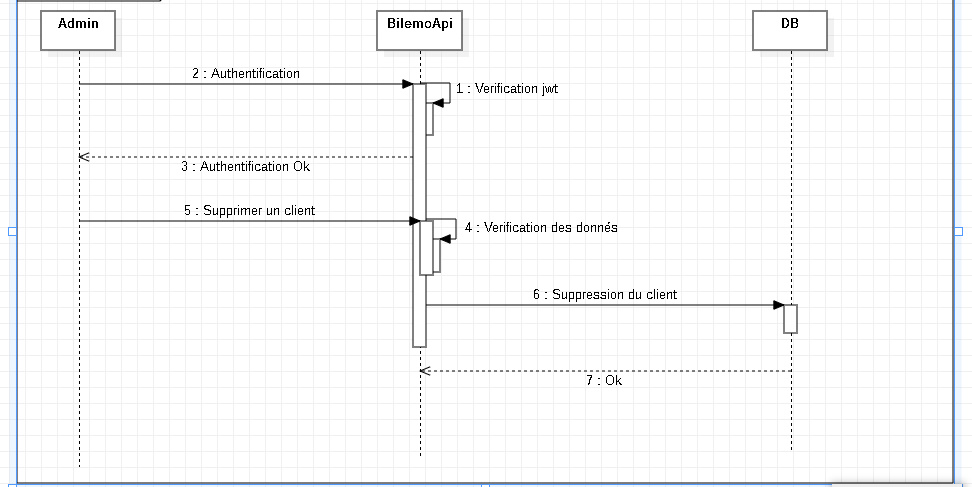 Admin
BilemoApi
DB
2 : Authentification
1 : Verification jwt
3 : Authentification Ok
5 : Supprimer un client
4 : Verification des donnés
6 : Suppression du client
7 : Ok